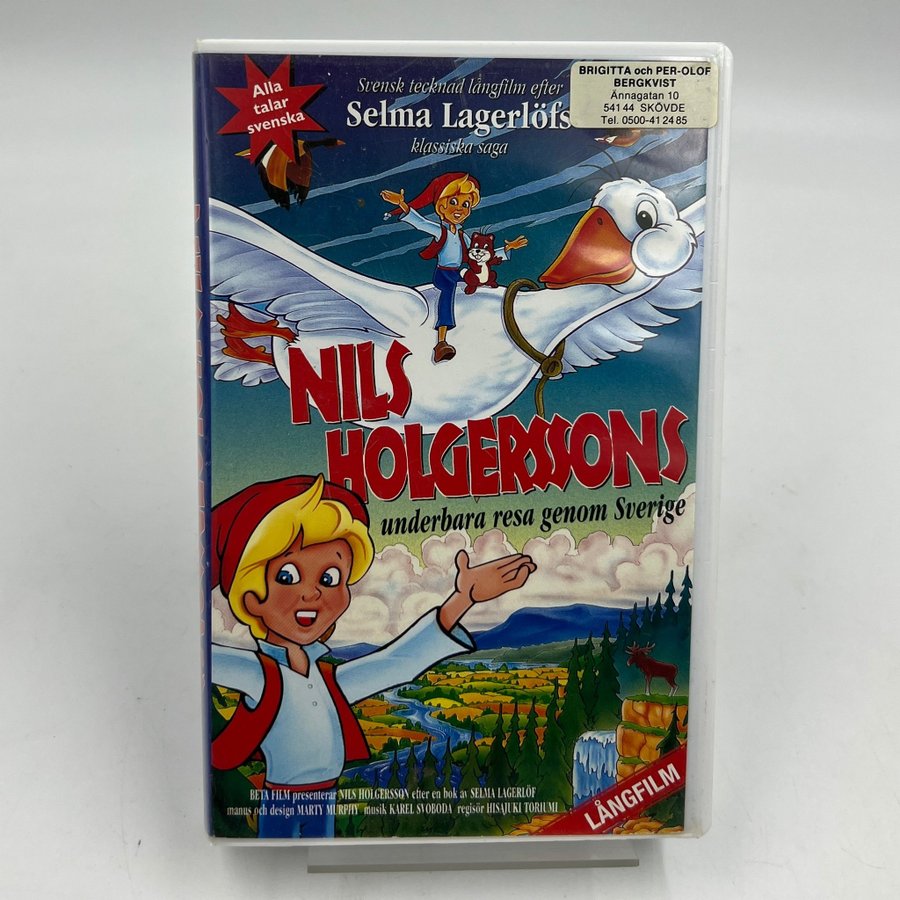 Alla
talar
svenska
Svensk tecknad långfilm efter
Selma Lagerlöfs
klassiska saga
BRIGITTA och PER-OLOF
BERGKVIST
Ännagatan 10
541 44 SKÖVDE
Tel. 0500-41 24 85
NILS
HOLGERSSONS
underbara resa genom Sverige
BETA FILM presenterar NILS HOLGERSSON efter en bok av SELMA LAGERLÖF
manus och design MARTY MURPHY musik KAREL SVOBODA regisör HISAJUKI TORIUMI
LÅNGFILM